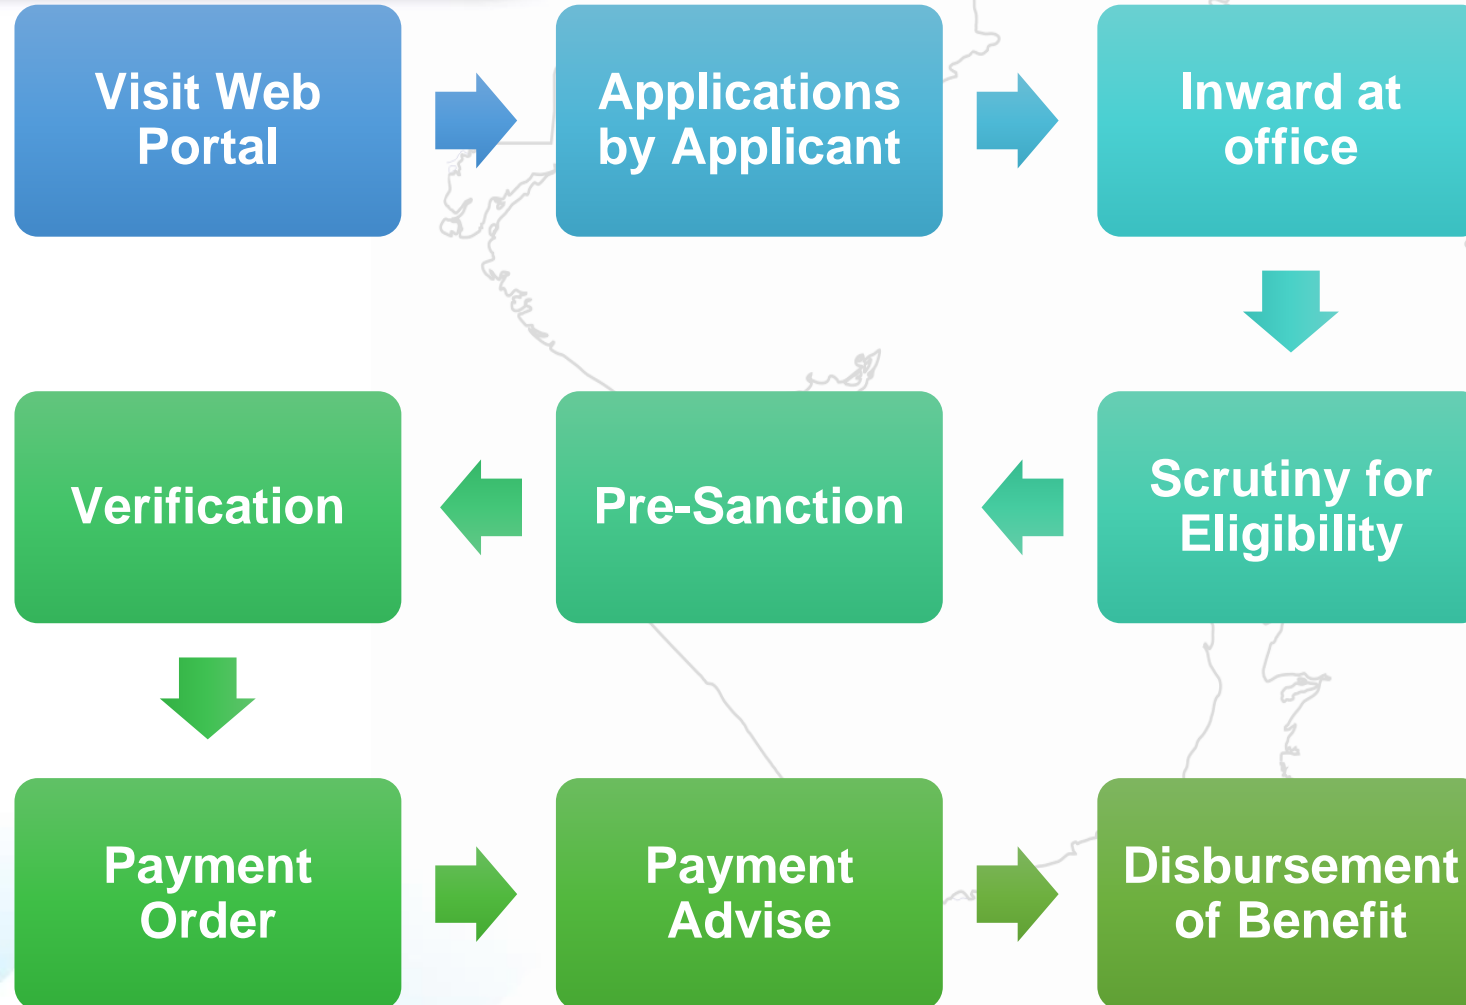 Visit Web
Portal
Applications
by Applicant
Inward at
office
Scrutiny for
Eligibility
Pre-Sanction
Verification
Payment
Order
Payment
Advise
Disbursement
of Benefit